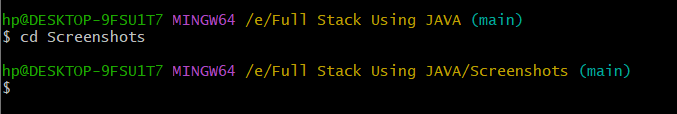 hp@DESKTOP-9FSU1T7 MINGW64 /e/Full Stack Using JAVA (main)
$ cd Screenshots
hp@DESKTOP-9FSU1T7 MINGW64 /e/Full Stack Using JAVA/Screenshots (main)
$